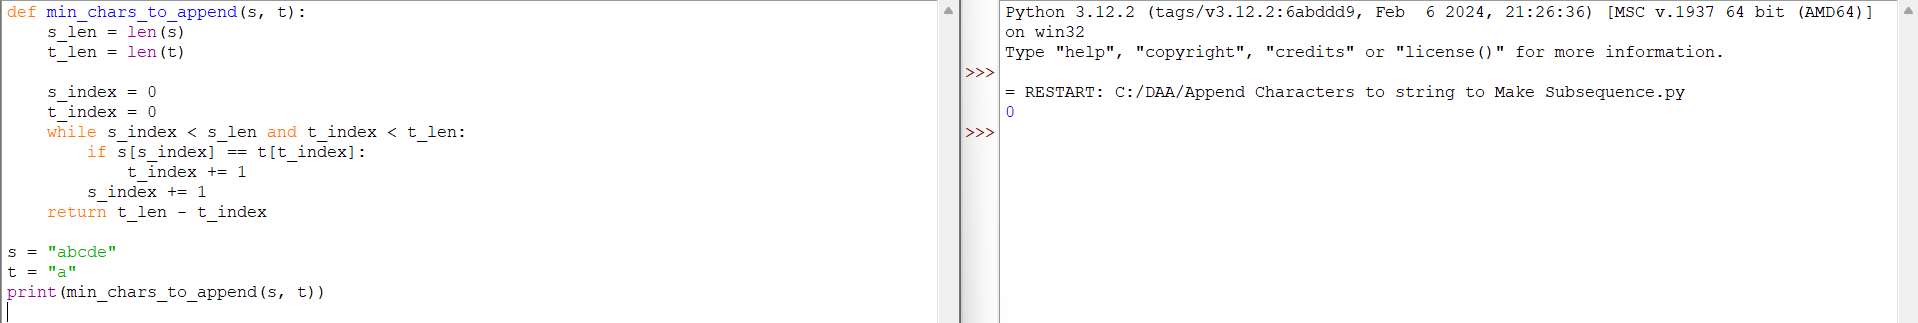 def min_chars_to_append(s, t):
    s_len = len(s)
    t_len = len(t)

    s_index = 0
    t_index = 0
    while s_index < s_len and t_index < t_len:
        if s[s_index] == t[t_index]:
            t_index += 1
        s_index += 1
    return t_len - t_index

s = "abcde"
t = "a"
print(min_chars_to_append(s, t))
Python 3.12.2 (tags/v3.12.2:6abddd9, Feb  6 2024, 21:26:36) [MSC v.1937 64 bit (AMD64)]
on win32
Type "help", "copyright", "credits" or "license()" for more information.
>>>
= RESTART: C:/DAA/Append Characters to string to Make Subsequence.py
0
>>>